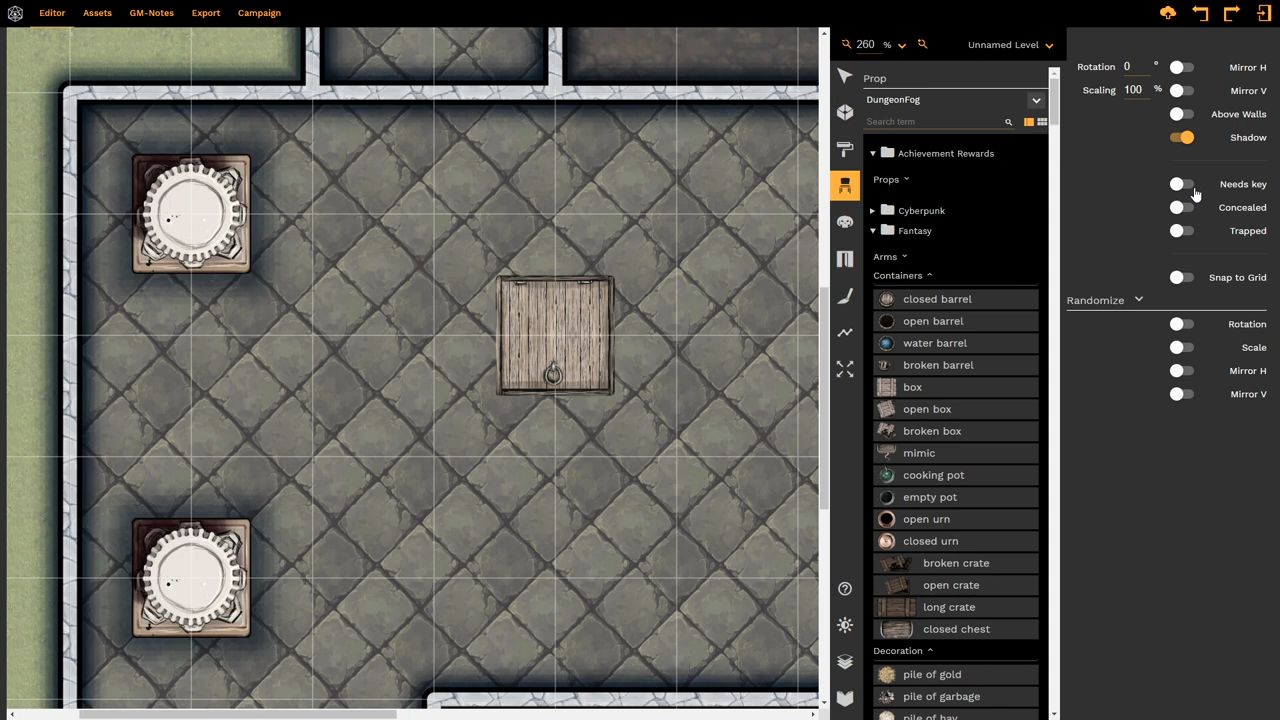 Editor Assets GM-Notes Export Campaign
260 % Unnamed Level
Prop
DungeonFog
Search term
Achievement Rewards
Props
Cyberpunk
Fantasy
Arms
Containers
closed barrel
open barrel
water barrel
broken barrel
box
open box
broken box
mimic
cooking pot
empty pot
open urn
closed urn
broken crate
open crate
long crate
closed chest
Decoration
pile of gold
pile of garbage
pile of hay
Rotation 0 ° Mirror H
Scaling 100 % Mirror V
Above Walls
Shadow
Needs key
Concealed
Trapped
Snap to Grid
Randomize
Rotation
Scale
Mirror H
Mirror V